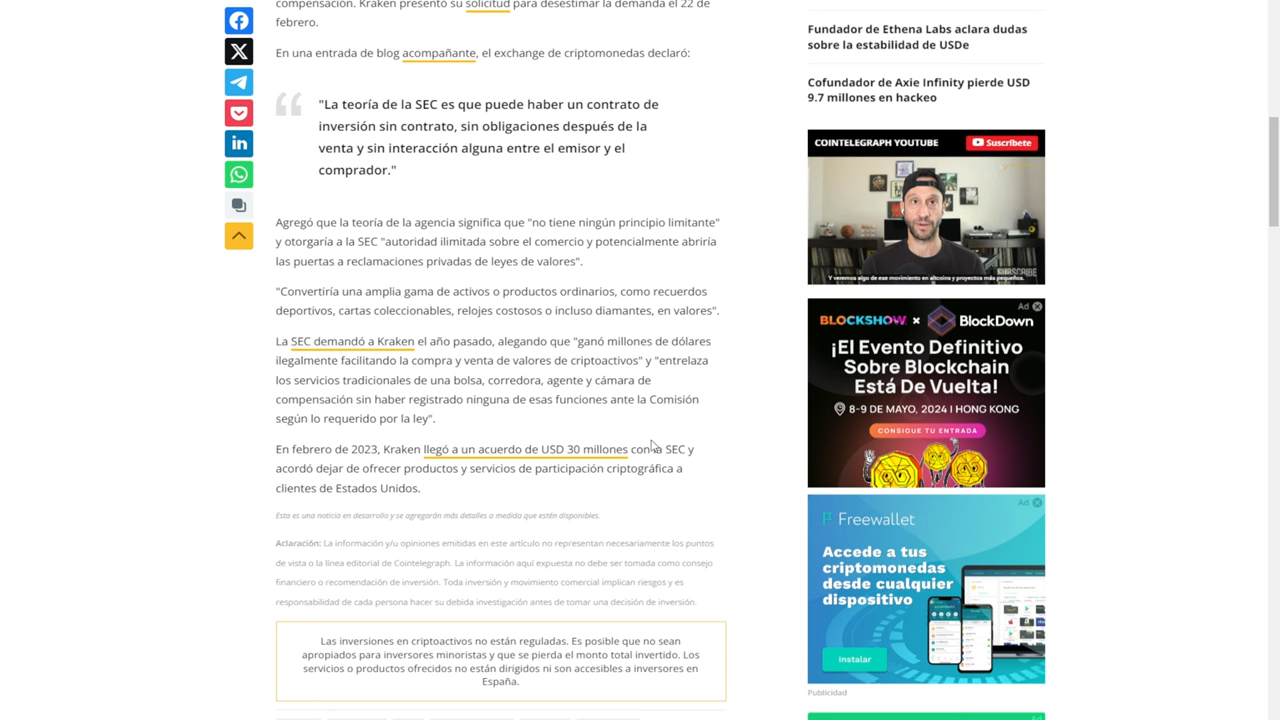 compensación. Kraken presentó su solicitud para desestimar la demanda el 22 de
febrero.
En una entrada de blog acompañante, el exchange de criptomonedas declaró:
"La teoría de la SEC es que puede haber un contrato de
inversión sin contrato, sin obligaciones después de la
venta y sin interacción alguna entre el emisor y el
comprador."
Agregó que la teoría de la agencia significa que "no tiene ningún principio limitante"
y otorgaría a la SEC "autoridad ilimitada sobre el comercio y potencialmente abriría
las puertas a reclamaciones privadas de leyes de valores".
"Convertiría una amplia gama de activos o productos ordinarios, como recuerdos
deportivos, cartas coleccionables, relojes costosos o incluso diamantes, en valores".
La SEC demandó a Kraken el año pasado, alegando que "ganó millones de dólares
ilegalmente facilitando la compra y venta de valores de criptoactivos" y "entrelaza
los servicios tradicionales de una bolsa, corredora, agente y cámara de
compensación sin haber registrado ninguna de esas funciones ante la Comisión
según lo requerido por la ley".
En febrero de 2023, Kraken llegó a un acuerdo de USD 30 millones con la SEC y
acordó dejar de ofrecer productos y servicios de participación criptográfica a
clientes de Estados Unidos.
Esta es una noticia en desarrollo y se agregarán más detalles a medida que estén disponibles.
Aclaración: La información y/u opiniones emitidas en este artículo no representan necesariamente los puntos
de vista o la línea editorial de Cointelegraph. La información aquí expuesta no debe ser tomada como consejo
financiero o recomendación de inversión. Toda inversión y movimiento comercial implican riesgos y es
responsabilidad de cada persona hacer su debida investigación antes de tomar una decisión de inversión.
inversiones en criptoactivos no están reguladas. Es posible que no sean
apropiados para inversores minoristas y que se pierda el monto total invertido. Los
servicios o productos ofrecidos no están dirigidos ni son accesibles a inversores en
España.
Fundador de Ethena Labs aclara dudas
sobre la estabilidad de USDe
Cofundador de Axie Infinity pierde USD
9.7 millones en hackeo
COINTELEGRAPH YOUTUBE
Suscríbete
SUBSCRIBE
Y veremos algo de ese movimiento en altcoins y proyectos más pequeños.
Ad
BLOCKSHOW x BlockDown
¡El Evento Definitivo
Sobre Blockchain
Está De Vuelta!
8-9 DE MAYO, 2024 | HONG KONG
CONSIGUE TU ENTRADA
Ad
Freewallet
Accede a tus
criptomonedas
desde cualquier
dispositivo
Instalar
Publicidad
Ad